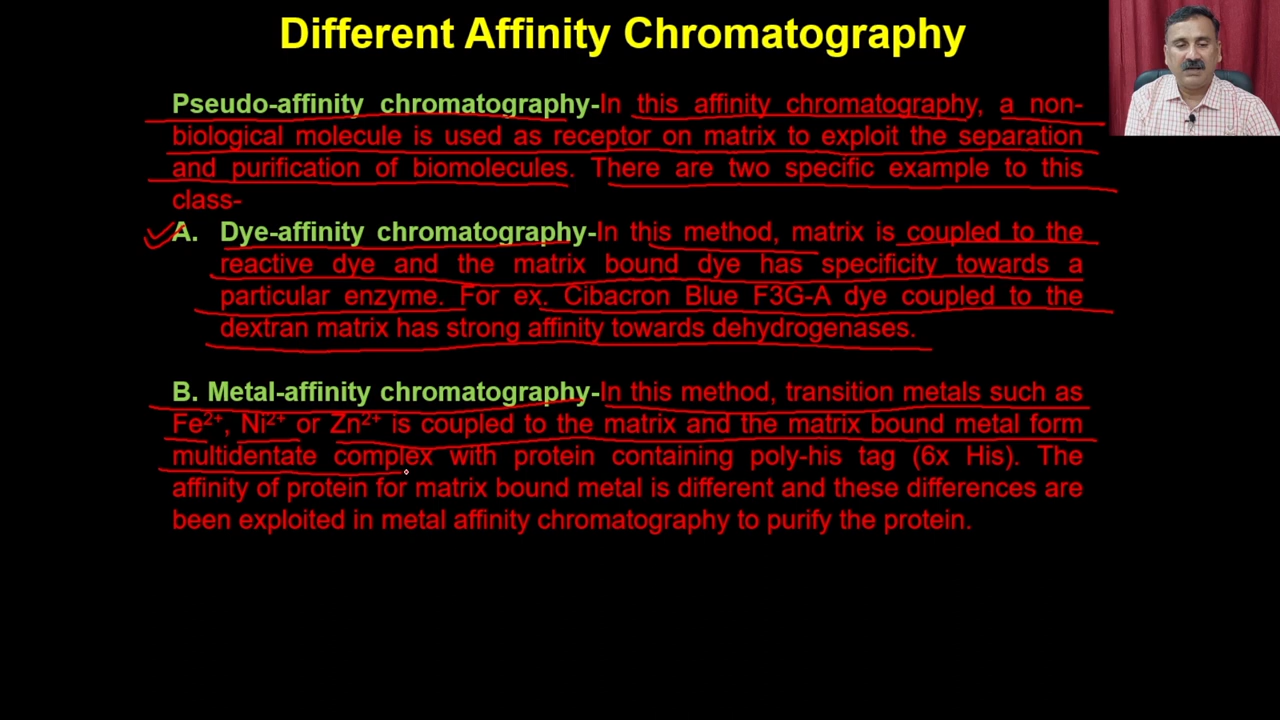 Different Affinity Chromatography
Pseudo-affinity chromatography-In this affinity chromatography, a non-
biological molecule is used as receptor on matrix to exploit the separation
and purification of biomolecules. There are two specific example to this
class-
A. Dye-affinity chromatography-In this method, matrix is coupled to the
reactive dye and the matrix bound dye has specificity towards a
particular enzyme. For ex. Cibacron Blue F3G-A dye coupled to the
dextran matrix has strong affinity towards dehydrogenases.
B. Metal-affinity chromatography-In this method, transition metals such as
Fe²⁺, Ni²⁺ or Zn²⁺ is coupled to the matrix and the matrix bound metal form
multidentate complex with protein containing poly-his tag (6x His). The
affinity of protein for matrix bound metal is different and these differences are
been exploited in metal affinity chromatography to purify the protein.